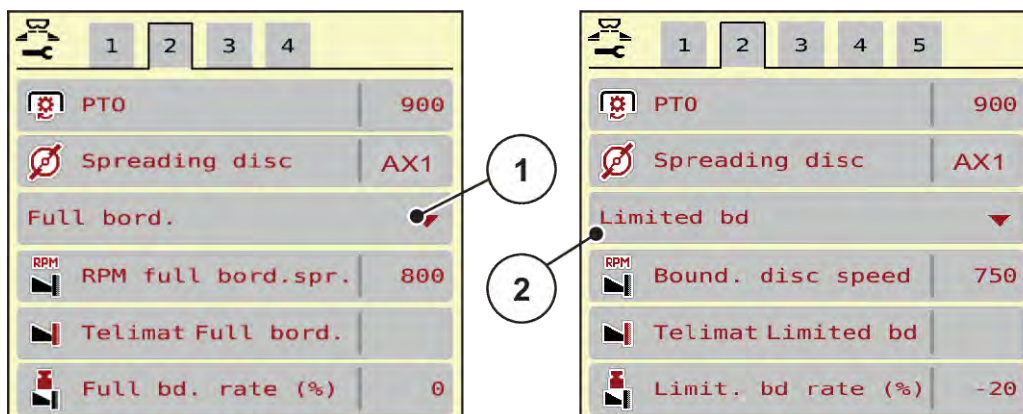 1 2 3 4
PTO 900
Spreading disc AX1
Full bord.
RPM RPM full bord.spr. 800
Telimat Full bord.
Full bd. rate (%) 0
1
2
1 2 3 4 5
PTO 900
Spreading disc AX1
Limited bd
RPM Bound. disc speed 750
Telimat Limited bd
Limit. bd rate (%) -20